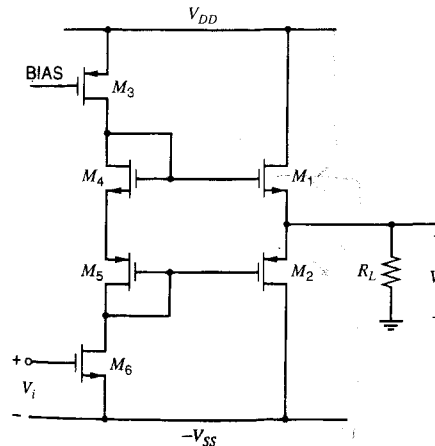 V_DD
BIAS
M_3
M_4
M_1
M_5
M_2
R_L
V
+
V_i
M_6
-
-V_SS